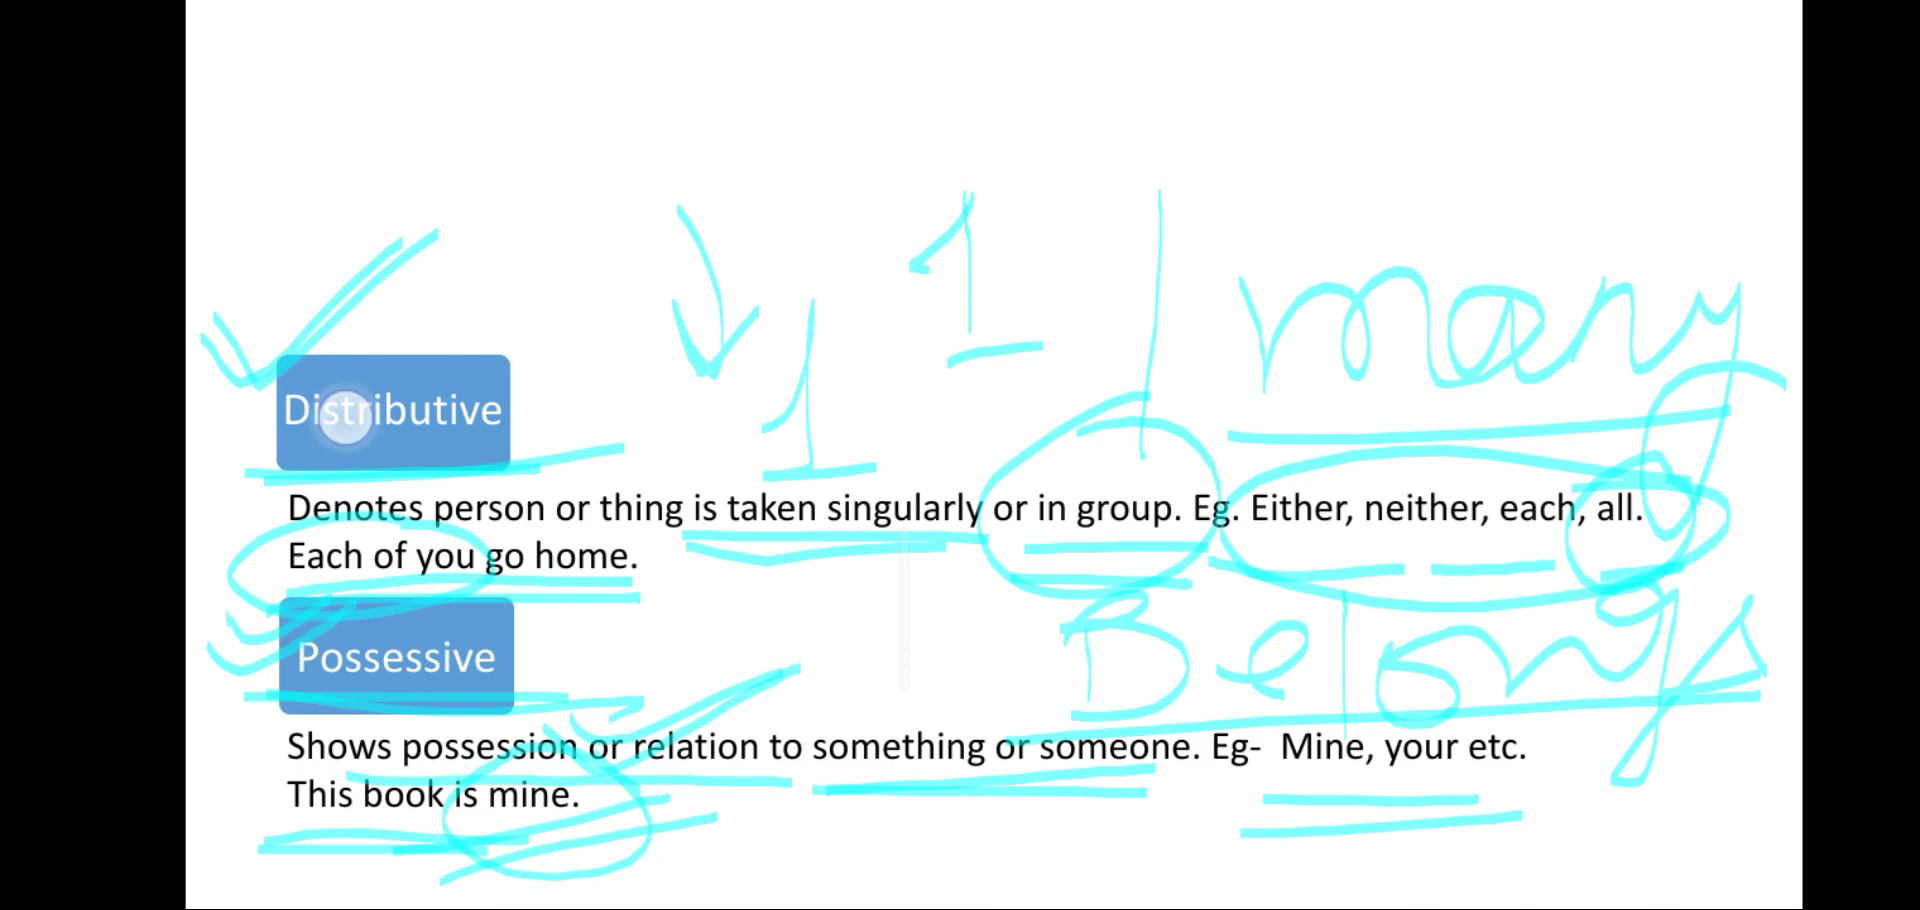 1 | many
1
Distributive
Denotes person or thing is taken singularly or in group. Eg. Either, neither, each, all.
Each of you go home.
Belongs
Possessive
Shows possession or relation to something or someone. Eg-  Mine, your etc.
This book is mine.